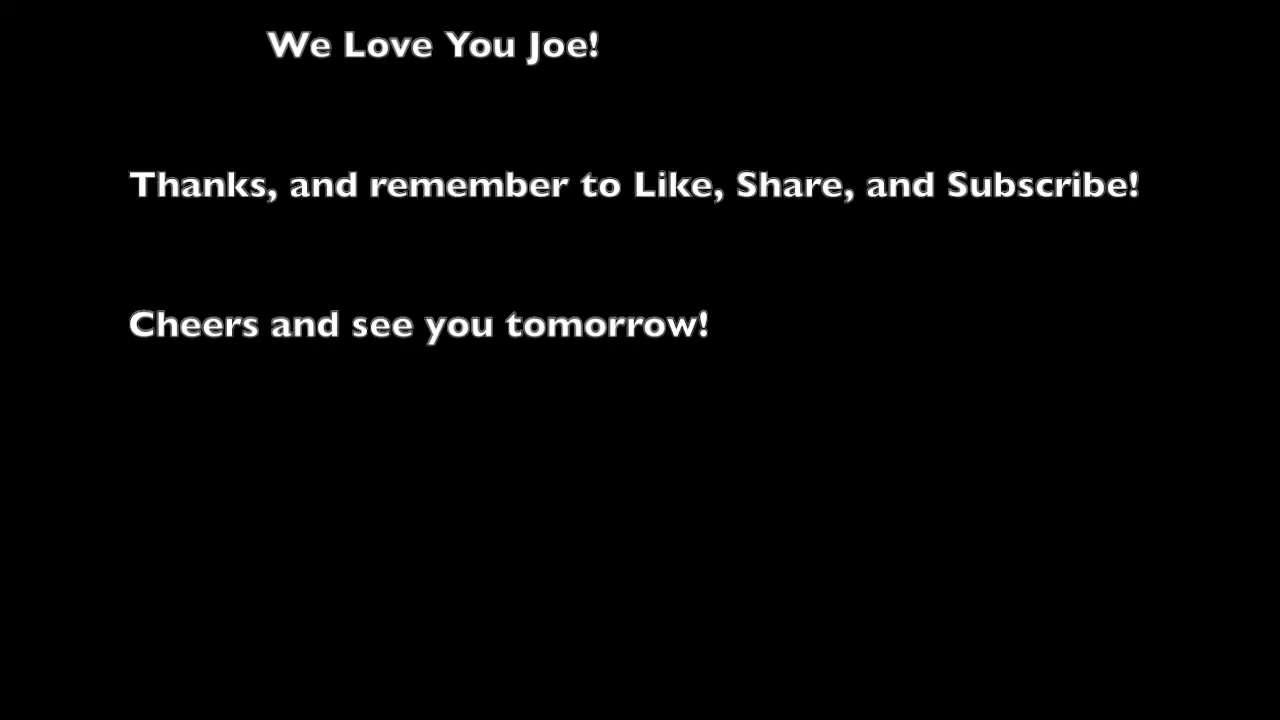 We Love You Joe!
Thanks, and remember to Like, Share, and Subscribe!
Cheers and see you tomorrow!